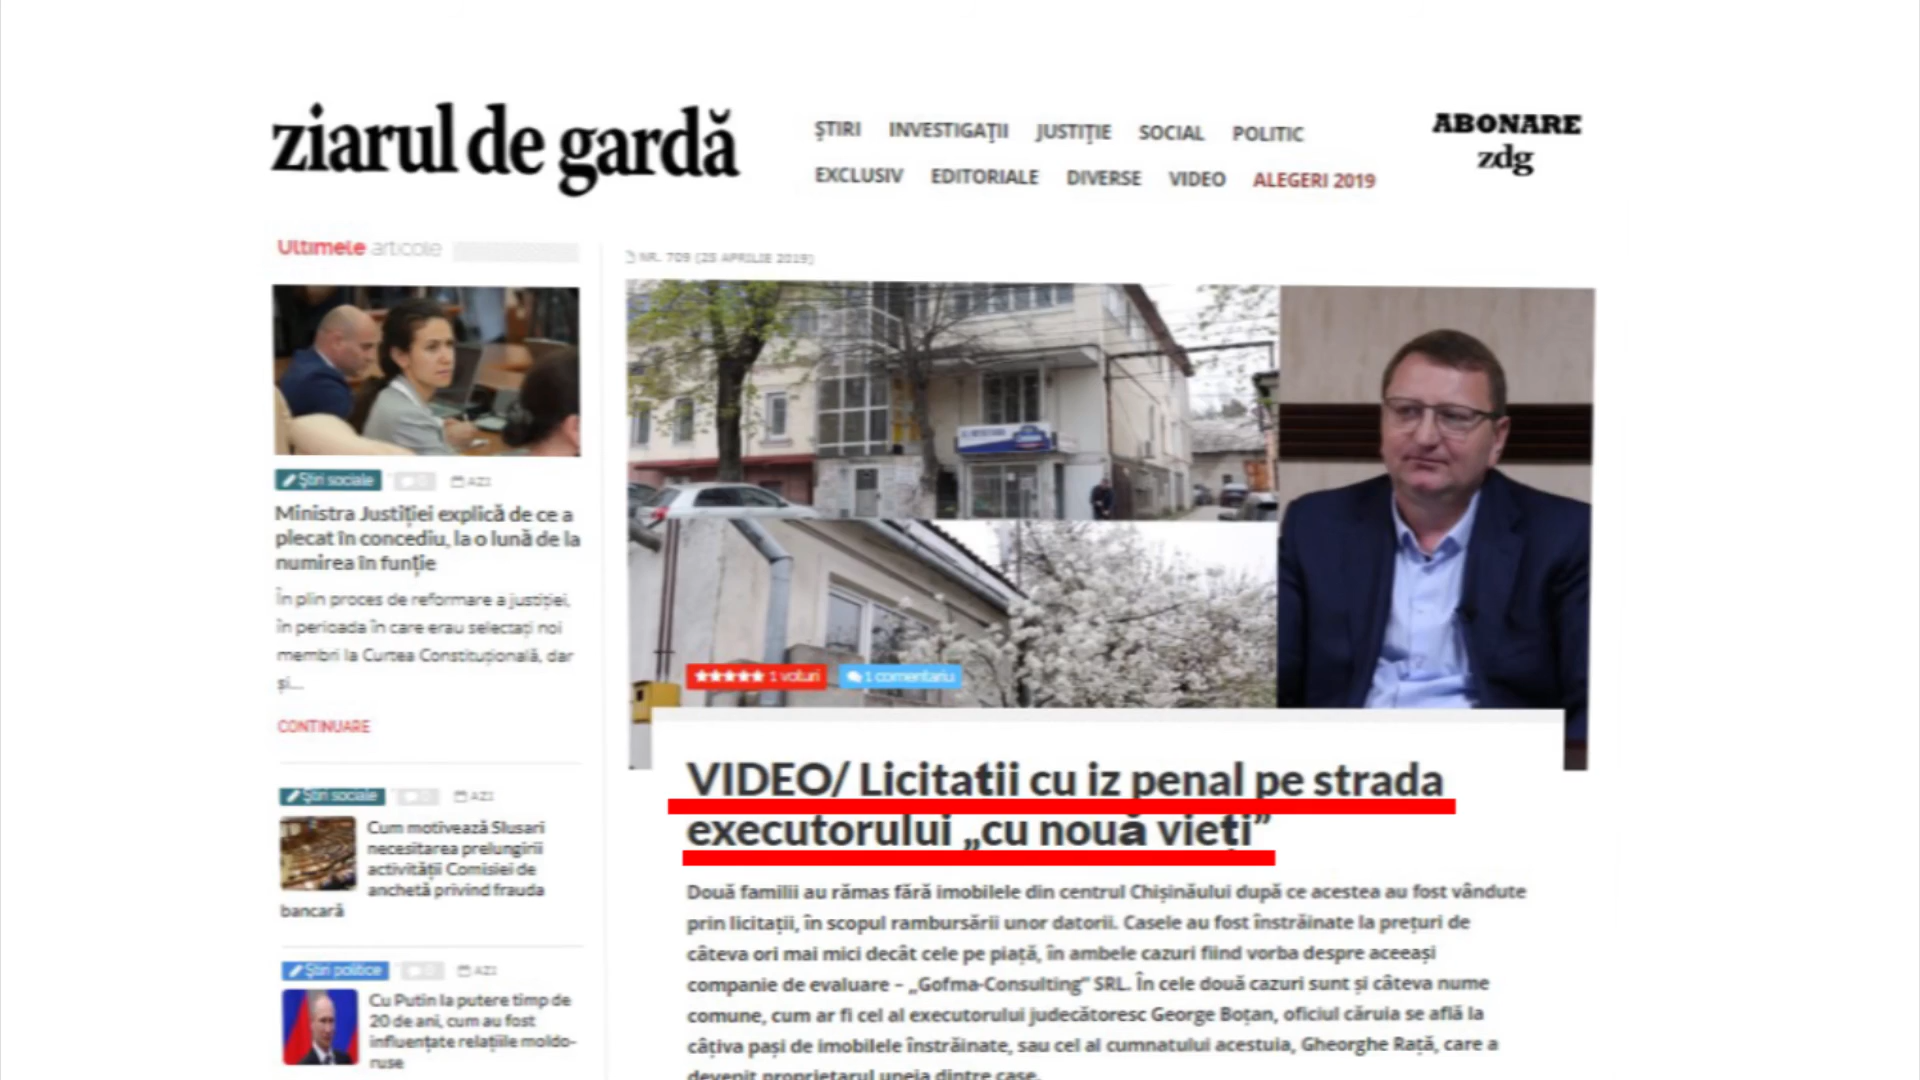 ziarul de gardă
ȘTIRI INVESTIGAȚII JUSTIȚIE SOCIAL POLITIC
EXCLUSIV EDITORIALE DIVERSE VIDEO ALEGERI 2019
ABONARE
zdg
Ultimele articole
Știri sociale AZI
Ministra Justiției explică de ce a
plecat în concediu, la o lună de la
numirea în funție
În plin proces de reformare a justiției,
în perioada în care erau selectați noi
membri la Curtea Constituțională, dar
și...
CONTINUARE
Știri sociale AZI
Cum motivează Slusari
necesitarea prelungirii
activității Comisiei de
anchetă privind frauda
bancară
Știri politice AZI
Cu Putin la putere timp de
20 de ani, cum au fost
influențate relațiile moldo-
ruse
NR. 709 (25 APRILIE 2019)
1 voturi 1 comentariu
VIDEO/ Licitații cu iz penal pe strada
executorului „cu nouă vieți”
Două familii au rămas fără imobilele din centrul Chișinăului după ce acestea au fost vândute
prin licitații, în scopul rambursării unor datorii. Casele au fost înstrăinate la prețuri de
câteva ori mai mici decât cele pe piață, în ambele cazuri fiind vorba despre aceeași
companie de evaluare – „Gofma-Consulting” SRL. În cele două cazuri sunt și câteva nume
comune, cum ar fi cel al executorului judecătoresc George Boțan, oficiul căruia se află la
câțiva pași de imobilele înstrăinate, sau cel al cumnatului acestuia, Gheorghe Rață, care a
devenit proprietarul uneia dintre case.